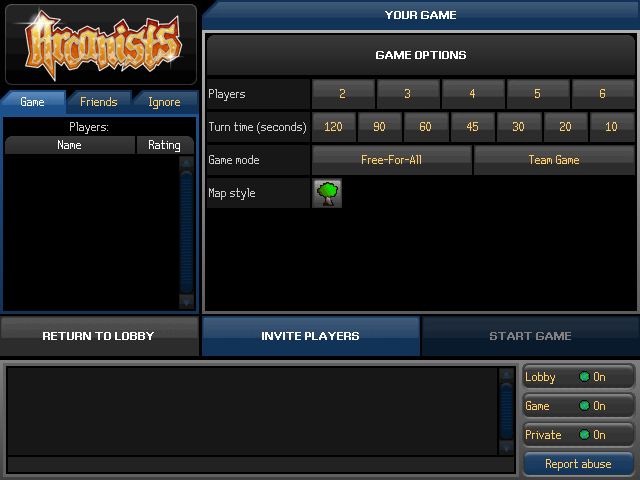 Arcanists
YOUR GAME
GAME OPTIONS
Game Friends Ignore
Players:
Name Rating
Players 2 3 4 5 6
Turn time (seconds) 120 90 60 45 30 20 10
Game mode Free-For-All Team Game
Map style
RETURN TO LOBBY INVITE PLAYERS START GAME
Lobby On
Game On
Private On
Report abuse